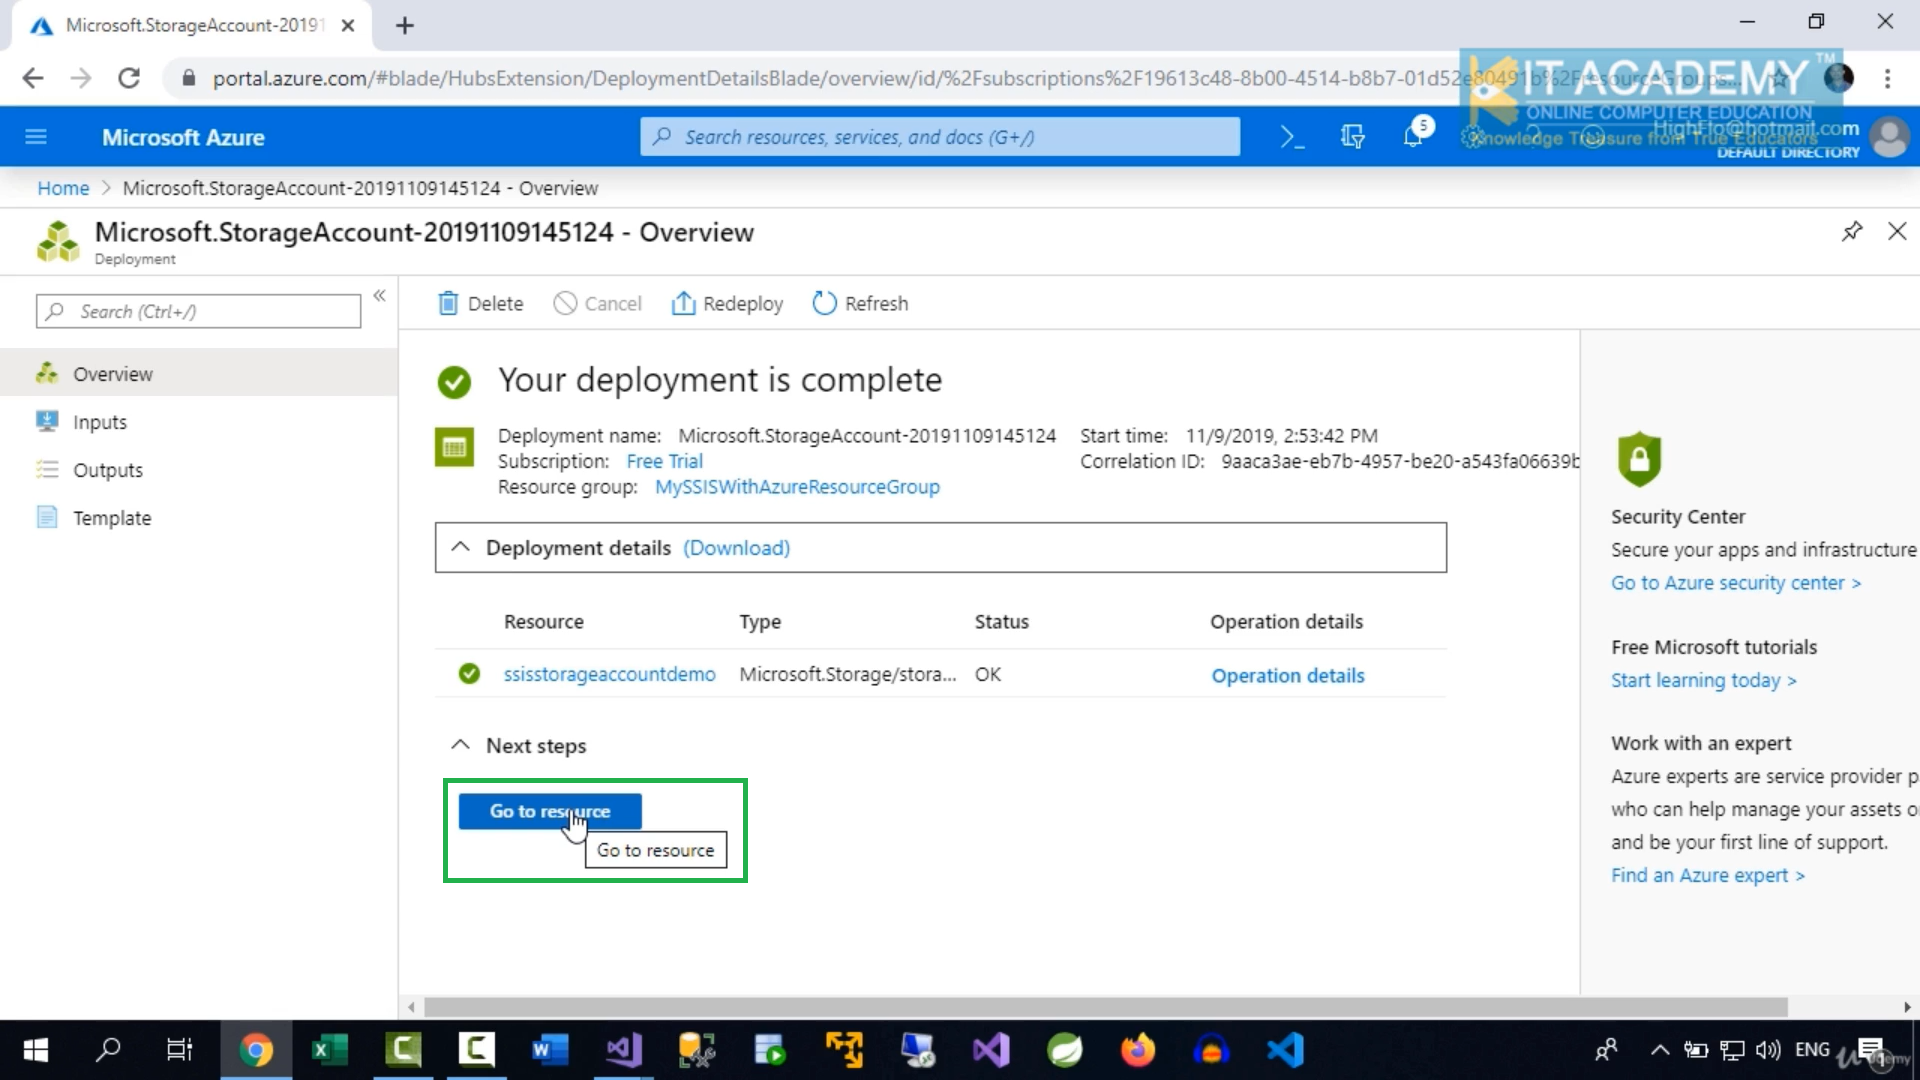 Microsoft.StorageAccount-20191
portal.azure.com/#blade/HubsExtension/DeploymentDetailsBlade/overview/id/%2Fsubscriptions%2F19613c48-8b00-4514-b8b7-01d52e80491b%2FresourceGroups...
IT ACADEMY™
ONLINE COMPUTER EDUCATION
Knowledge Treasure from True Educators
Microsoft Azure
Search resources, services, and docs (G+/)
5
HighFlo@hotmail.com
DEFAULT DIRECTORY
Home > Microsoft.StorageAccount-20191109145124 - Overview
Microsoft.StorageAccount-20191109145124 - Overview
Deployment
Search (Ctrl+/)
«
Delete
Cancel
Redeploy
Refresh
Overview
Inputs
Outputs
Template
Your deployment is complete
Deployment name: Microsoft.StorageAccount-20191109145124
Subscription: Free Trial
Resource group: MySSISWithAzureResourceGroup
Start time: 11/9/2019, 2:53:42 PM
Correlation ID: 9aaca3ae-eb7b-4957-be20-a543fa06639b
Deployment details (Download)
Resource Type Status Operation details
ssisstorageaccountdemo Microsoft.Storage/stora... OK Operation details
Next steps
Go to resource
Go to resource
Security Center
Secure your apps and infrastructure
Go to Azure security center >
Free Microsoft tutorials
Start learning today >
Work with an expert
Azure experts are service provider p
who can help manage your assets o
and be your first line of support.
Find an Azure expert >
ENG
udemy